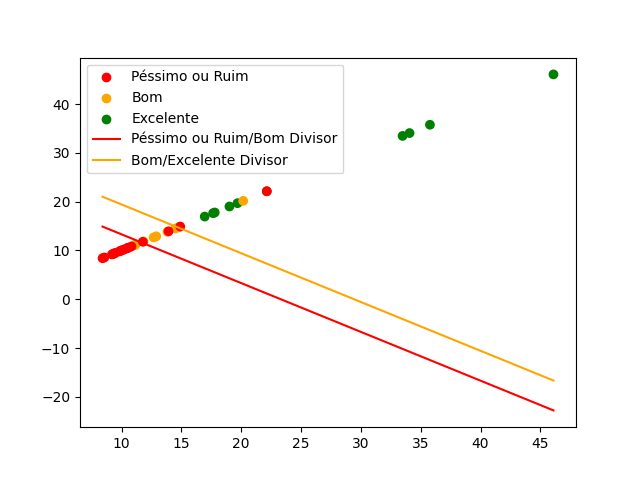 Péssimo ou Ruim
Bom
Excelente
Péssimo ou Ruim/Bom Divisor
Bom/Excelente Divisor
40
30
20
10
0
−10
−20
10 15 20 25 30 35 40 45